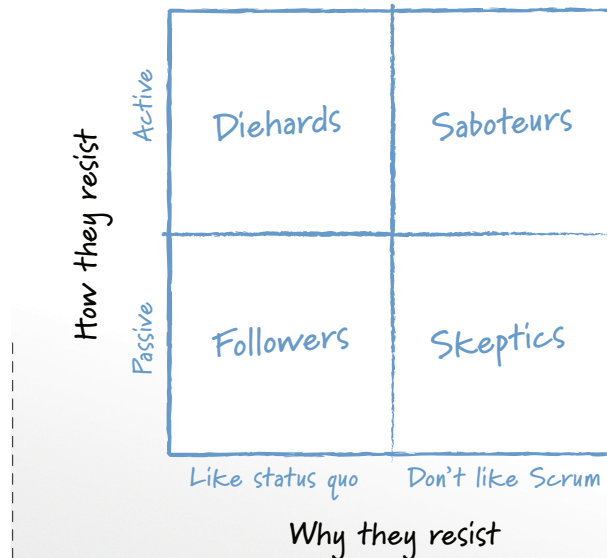 Active
Diehards
Saboteurs
How they resist
Passive
Followers
Skeptics
Like status quo
Don't like Scrum
Why they resist